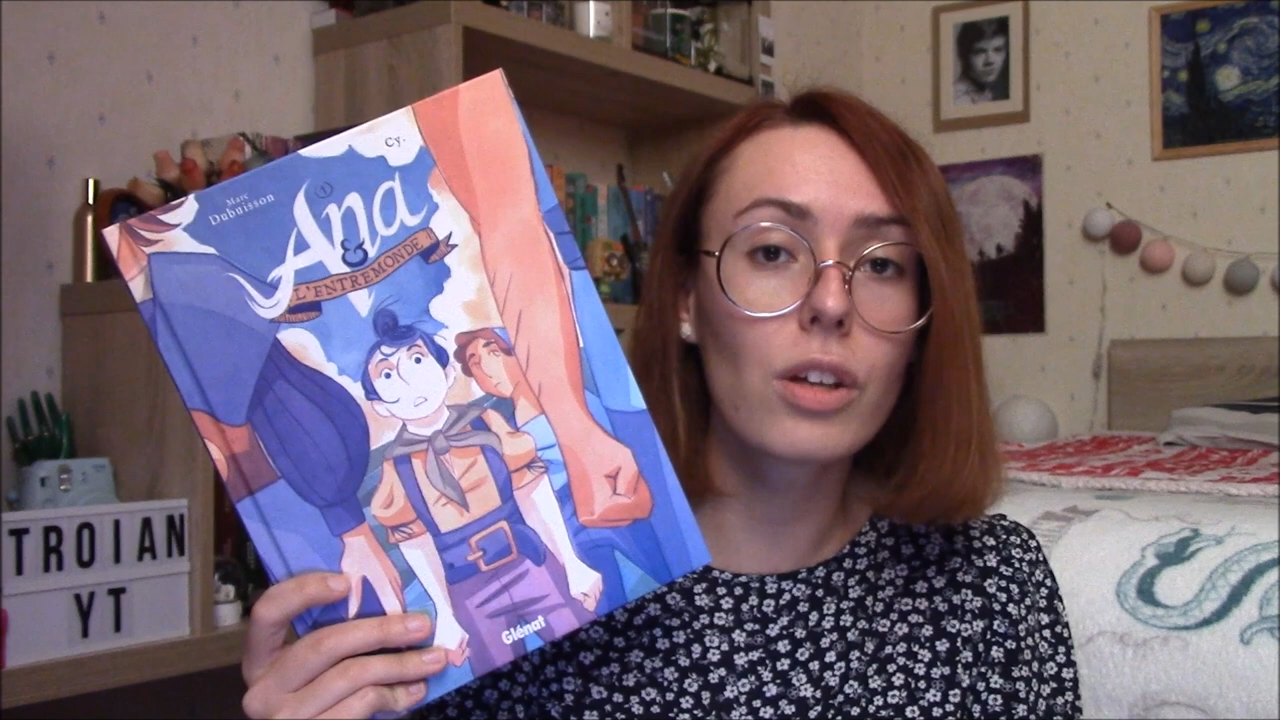 Cy.
Marc
Dubuisson
1
Ana
&
L'ENTREMONDE
Glénat
TROIAN
YT